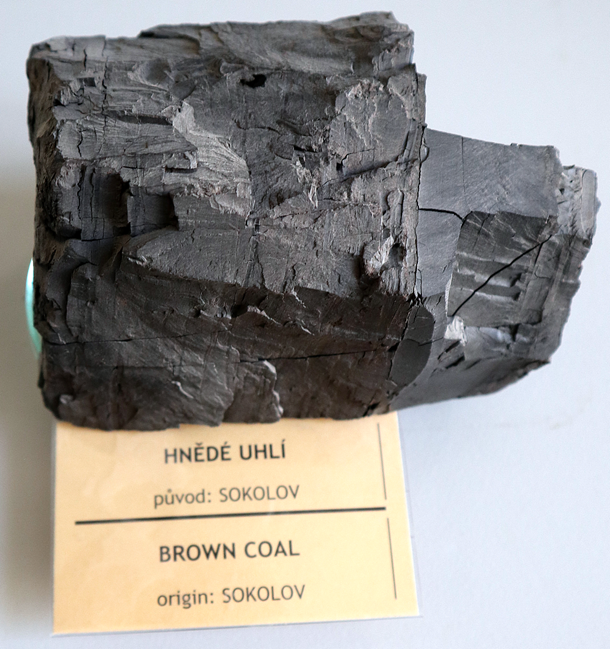 HNĚDÉ UHLÍ
původ: SOKOLOV
BROWN COAL
origin: SOKOLOV